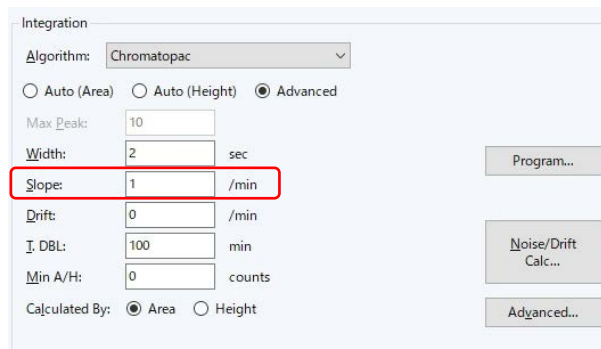 Integration
Algorithm: Chromatopac
Auto (Area) Auto (Height) Advanced
Max Peak: 10
Width: 2 sec
Program...
Slope: 1 /min
Drift: 0 /min
T. DBL: 100 min
Noise/Drift
Calc...
Min A/H: 0 counts
Calculated By: Area Height
Advanced...